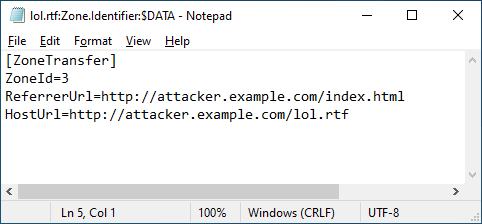 lol.rtf:Zone.Identifier:$DATA - Notepad
File Edit Format View Help
[ZoneTransfer]
ZoneId=3
ReferrerUrl=http://attacker.example.com/index.html
HostUrl=http://attacker.example.com/lol.rtf
Ln 5, Col 1 100% Windows (CRLF) UTF-8